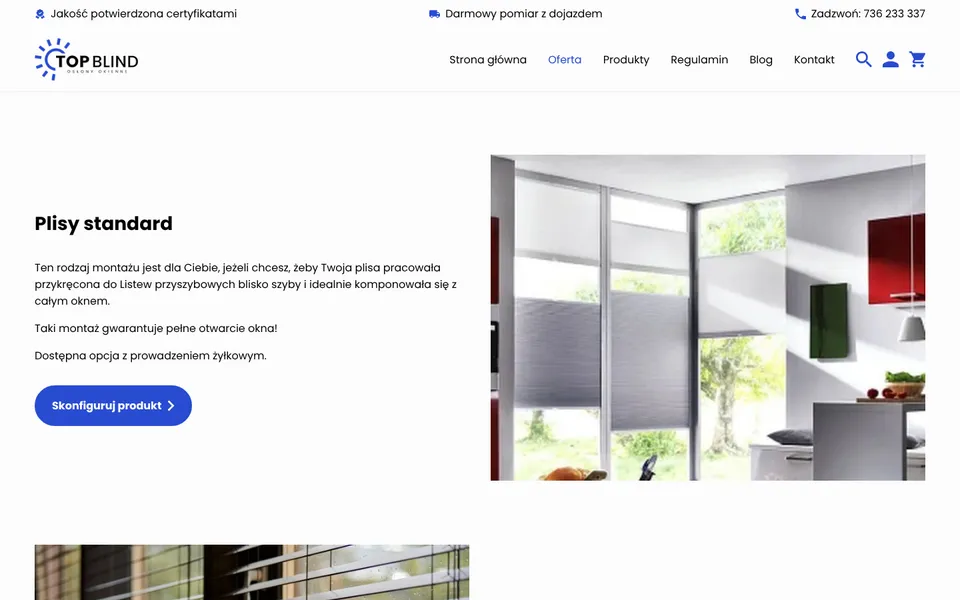 Jakość potwierdzona certyfikatami
Darmowy pomiar z dojazdem
Zadzwoń: 736 233 337
TOP BLIND
OSŁONY OKIENNE
Strona główna
Oferta
Produkty
Regulamin
Blog
Kontakt
Plisy standard
Ten rodzaj montażu jest dla Ciebie, jeżeli chcesz, żeby Twoja plisa pracowała
przykręcona do Listew przyszybowych blisko szyby i idealnie komponowała się z
całym oknem.
Taki montaż gwarantuje pełne otwarcie okna!
Dostępna opcja z prowadzeniem żyłkowym.
Skonfiguruj produkt